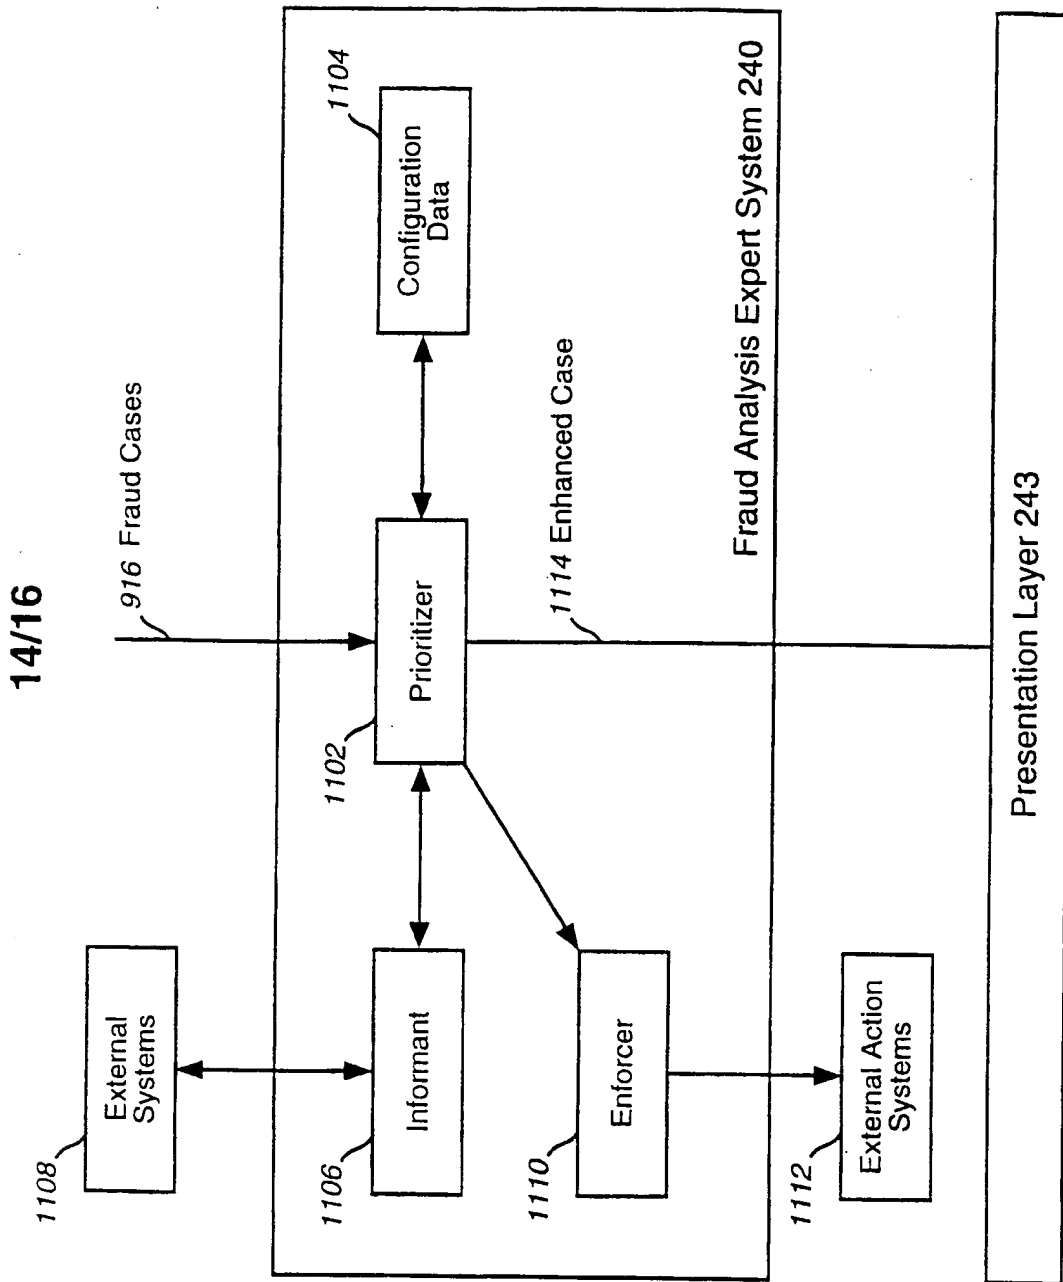 14/16
1108
External
Systems
916 Fraud Cases
1106
Informant
1102
Prioritizer
1104
Configuration
Data
1110
Enforcer
1114 Enhanced Case
Fraud Analysis Expert System 240
1112
External Action
Systems
Presentation Layer 243